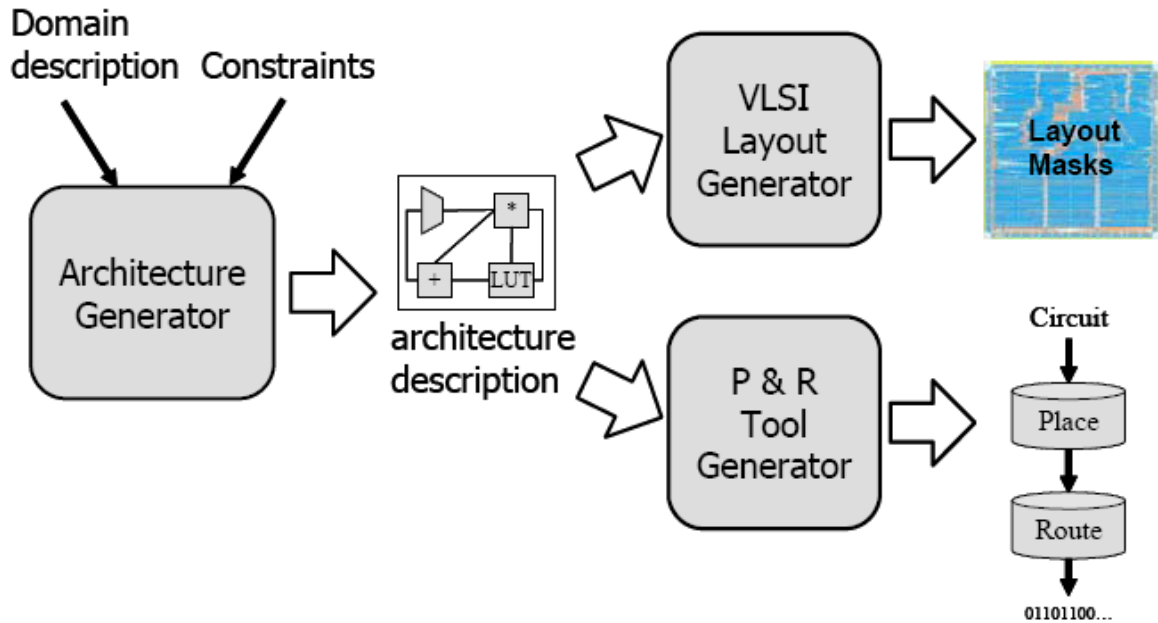 Domain
description Constraints
Architecture
Generator
*
+
LUT
architecture
description
VLSI
Layout
Generator
Layout
Masks
P & R
Tool
Generator
Circuit
Place
Route
01101100...